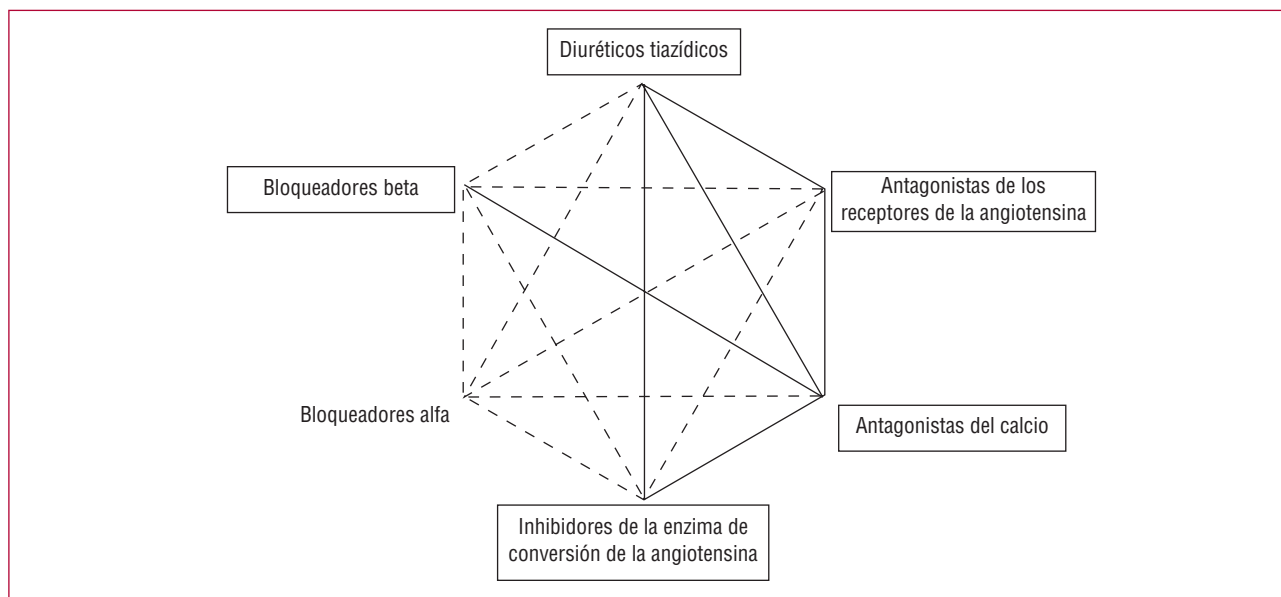 Diuréticos tiazídicos
Bloqueadores beta
Antagonistas de los
receptores de la angiotensina
Bloqueadores alfa
Antagonistas del calcio
Inhibidores de la enzima de
conversión de la angiotensina